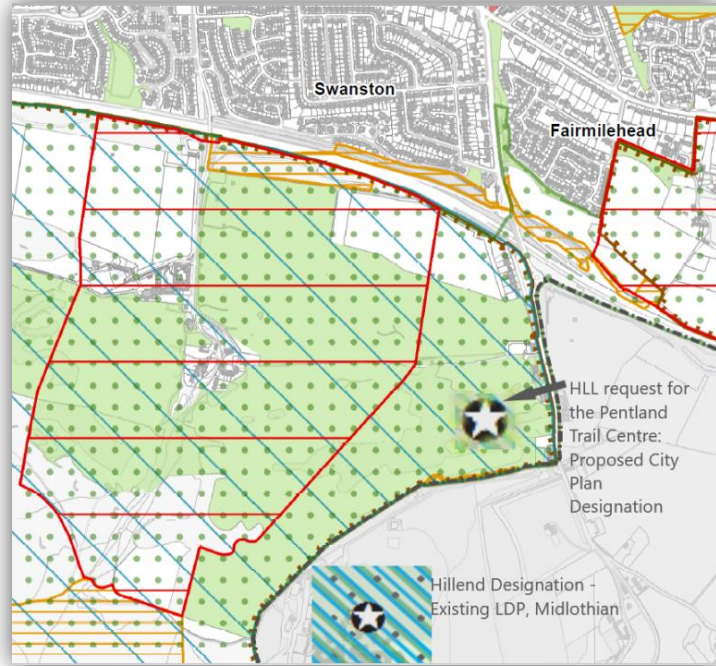 Swanston
Fairmilehead
HLL request for
the Pentland
Trail Centre:
Proposed City
Plan
Designation
Hillend Designation -
Existing LDP, Midlothian